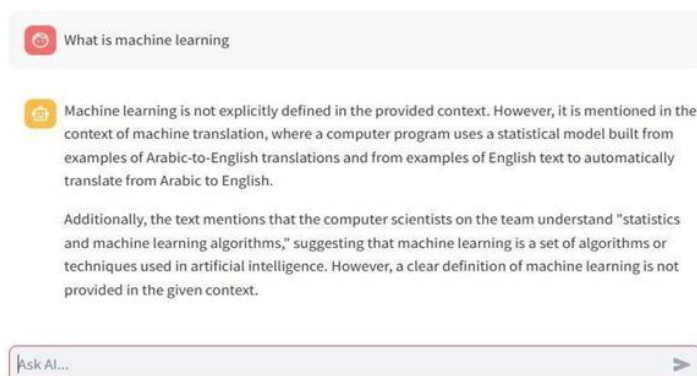 What is machine learning
Machine learning is not explicitly defined in the provided context. However, it is mentioned in the
context of machine translation, where a computer program uses a statistical model built from
examples of Arabic-to-English translations and from examples of English text to automatically
translate from Arabic to English.
Additionally, the text mentions that the computer scientists on the team understand "statistics
and machine learning algorithms," suggesting that machine learning is a set of algorithms or
techniques used in artificial intelligence. However, a clear definition of machine learning is not
provided in the given context.
Ask AI...